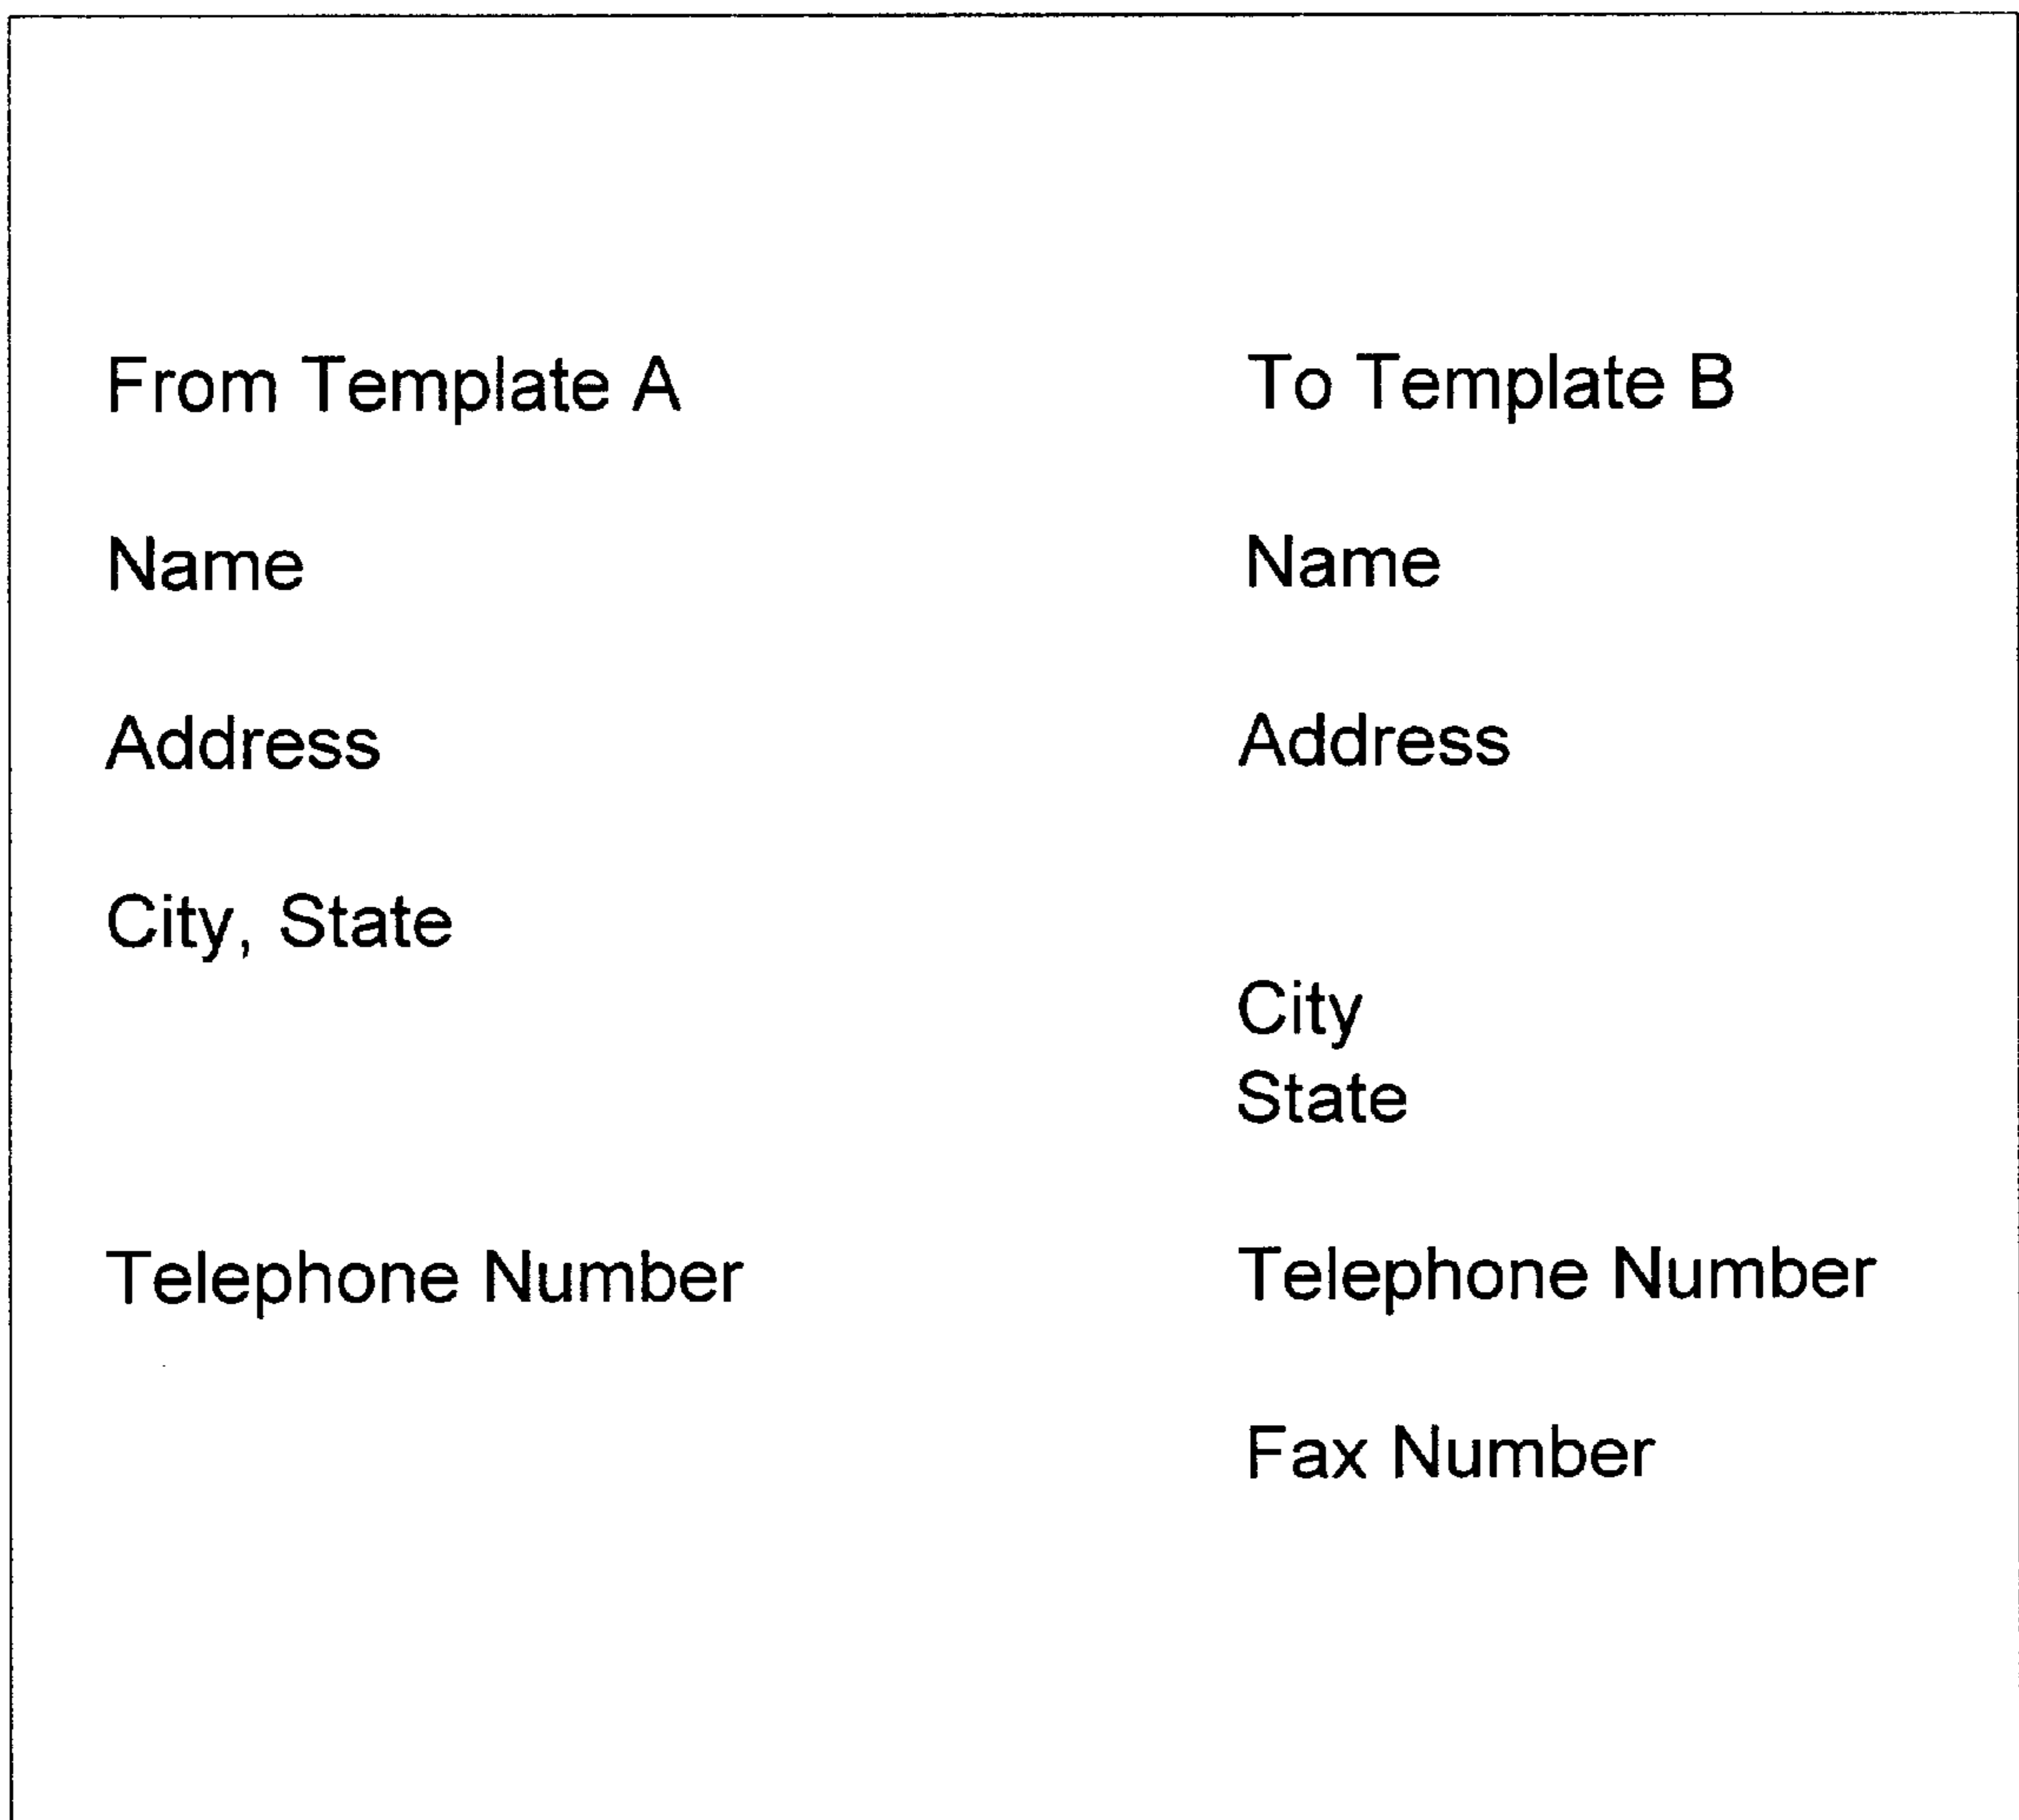 From Template A
To Template B
Name
Name
Address
Address
City, State
City
State
Telephone Number
Telephone Number
Fax Number